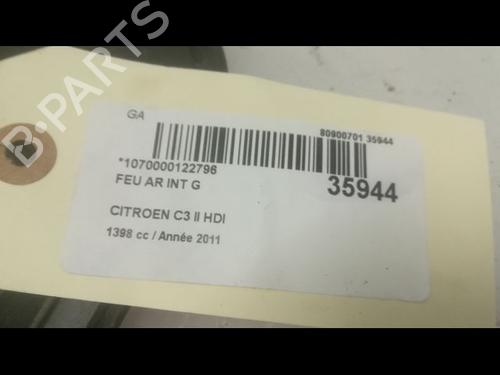 GA
80900701 35944
*1070000122796
FEU AR INT G
35944
CITROEN C3 II HDI
1398 cc / Année 2011
B-PARTS